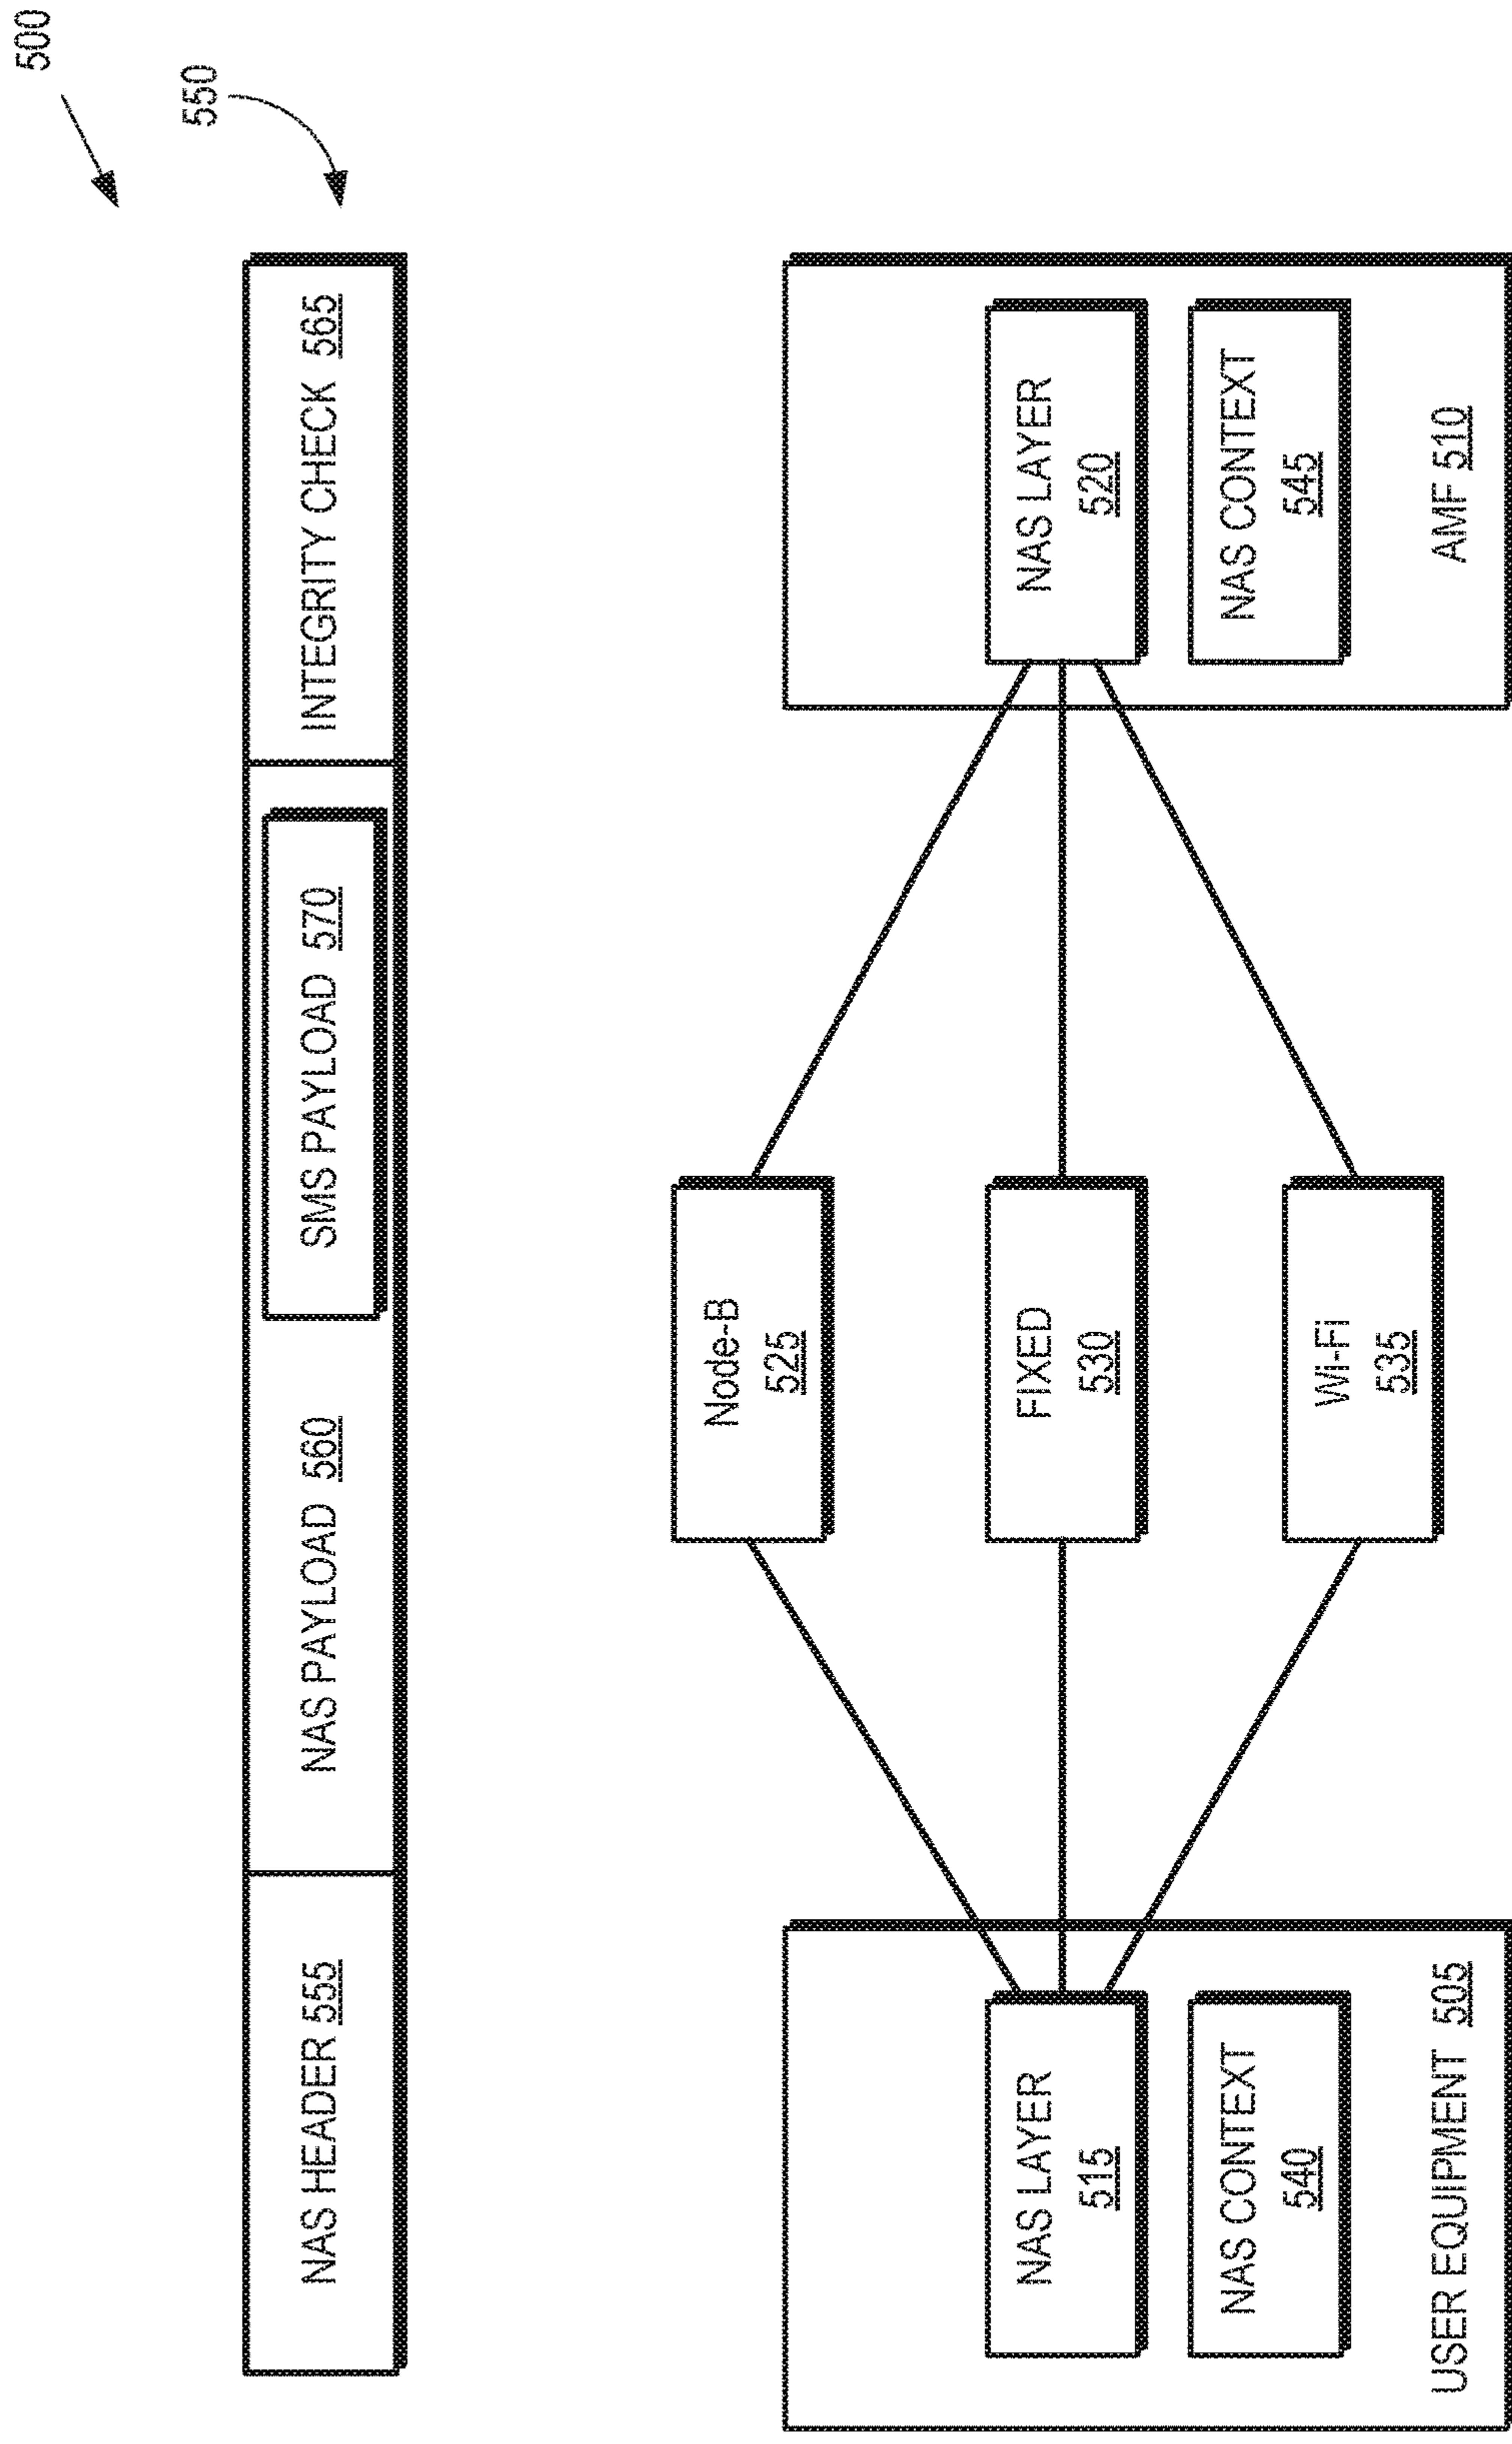 500
550
NAS HEADER 555
NAS PAYLOAD 560
SMS PAYLOAD 570
INTEGRITY CHECK 565
Node-B
525
NAS LAYER
515
FIXED
530
NAS LAYER
520
NAS CONTEXT
540
Wi-Fi
535
NAS CONTEXT
545
USER EQUIPMENT 505
AMF 510